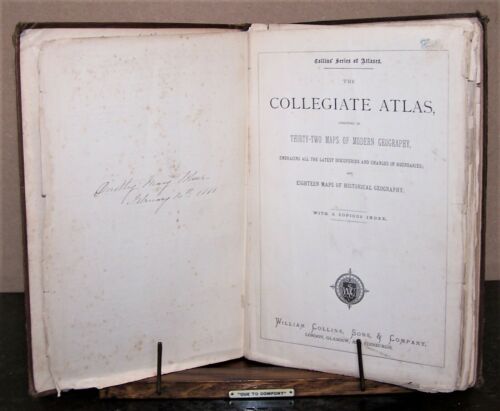 Collins' Series of Atlases.
THE
COLLEGIATE ATLAS,
CONSISTING OF
THIRTY-TWO MAPS OF MODERN GEOGRAPHY,
EMBRACING ALL THE LATEST DISCOVERIES AND CHANGES OF BOUNDARIES;
AND
EIGHTEEN MAPS OF HISTORICAL GEOGRAPHY;
WITH A COPIOUS INDEX.
WILLIAM COLLINS, SONS, & COMPANY,
LONDON, GLASGOW, AND EDINBURGH.
February
"ODE TO COMFORT"